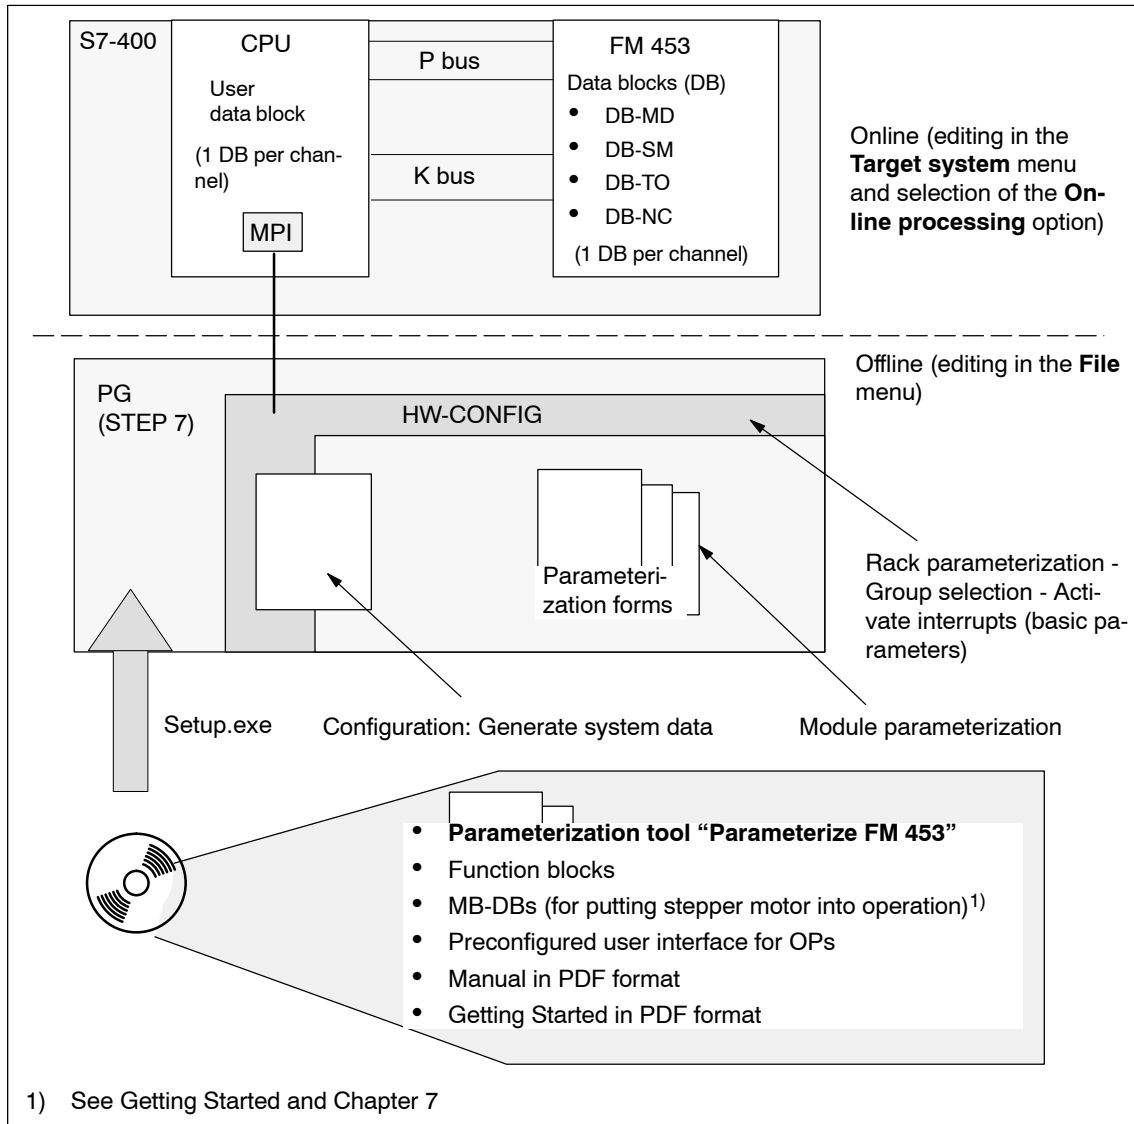 S7-400
CPU
User
data block
(1 DB per chan-
nel)
MPI
P bus
K bus
FM 453
Data blocks (DB)
• DB-MD
• DB-SM
• DB-TO
• DB-NC
(1 DB per channel)
Online (editing in the
Target system menu
and selection of the On-
line processing option)
Offline (editing in the File
menu)
PG
(STEP 7)
HW-CONFIG
Parameteri-
zation forms
Rack parameterization -
Group selection - Acti-
vate interrupts (basic pa-
rameters)
Setup.exe
Configuration: Generate system data
Module parameterization
• Parameterization tool “Parameterize FM 453”
• Function blocks
• MB-DBs (for putting stepper motor into operation)1)
• Preconfigured user interface for OPs
• Manual in PDF format
• Getting Started in PDF format
1) See Getting Started and Chapter 7